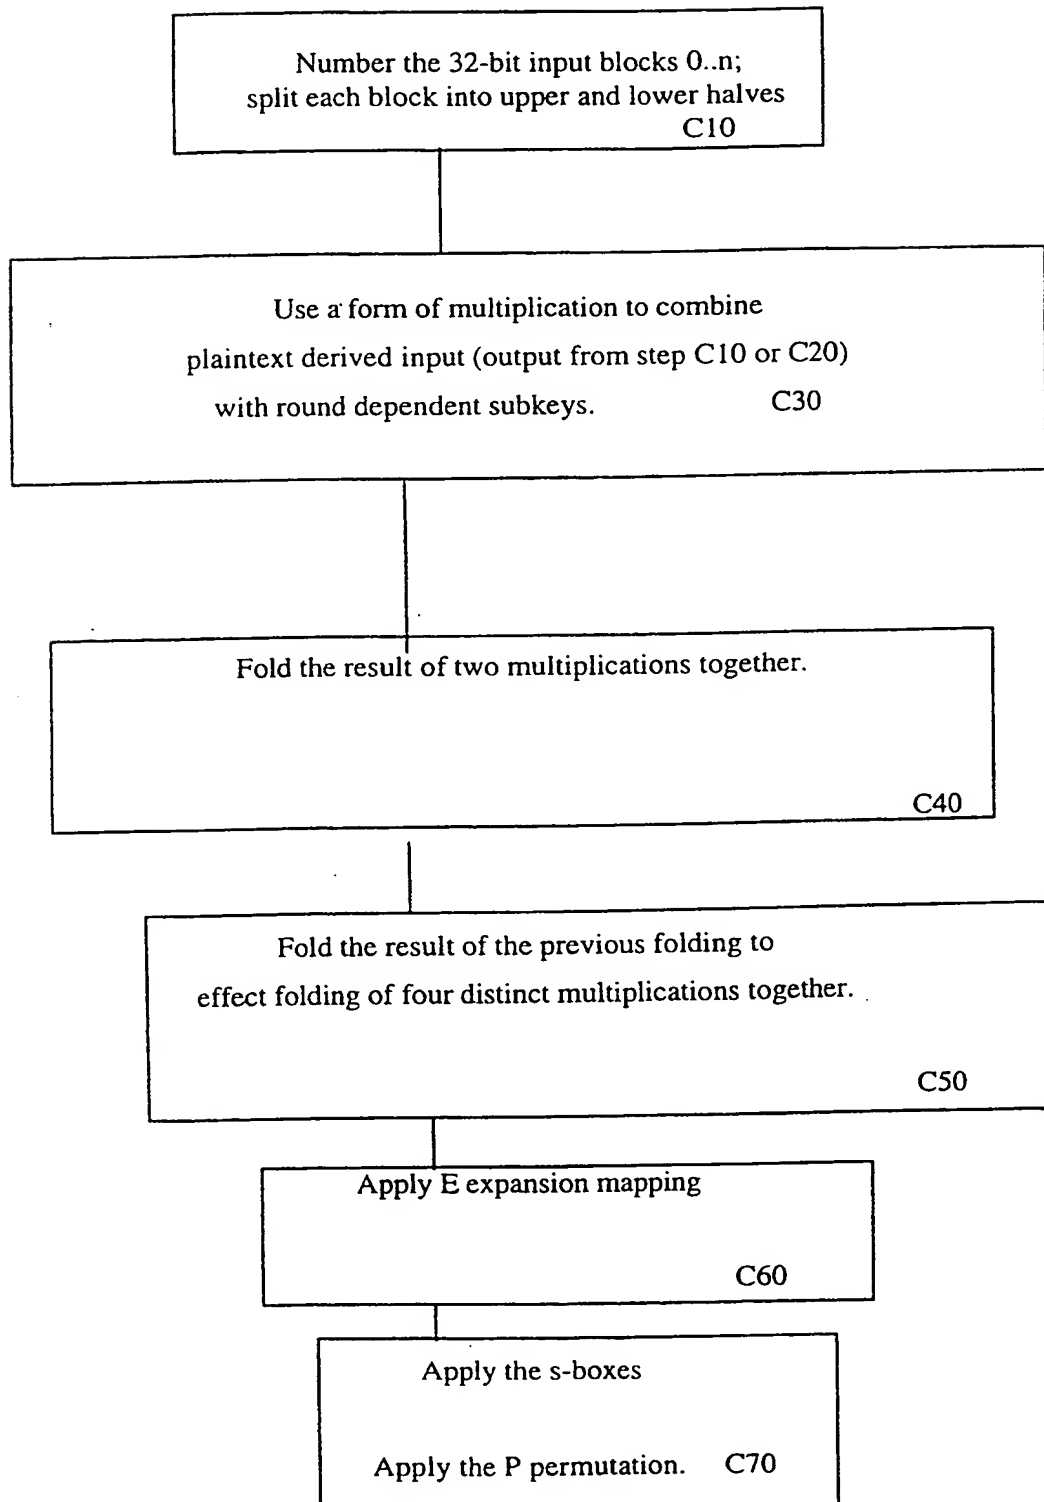 Number the 32-bit input blocks 0..n;
split each block into upper and lower halves
C10
Use a form of multiplication to combine
plaintext derived input (output from step C10 or C20)
with round dependent subkeys. C30
Fold the result of two multiplications together.
C40
Fold the result of the previous folding to
effect folding of four distinct multiplications together.
C50
Apply E expansion mapping
C60
Apply the s-boxes
Apply the P permutation. C70